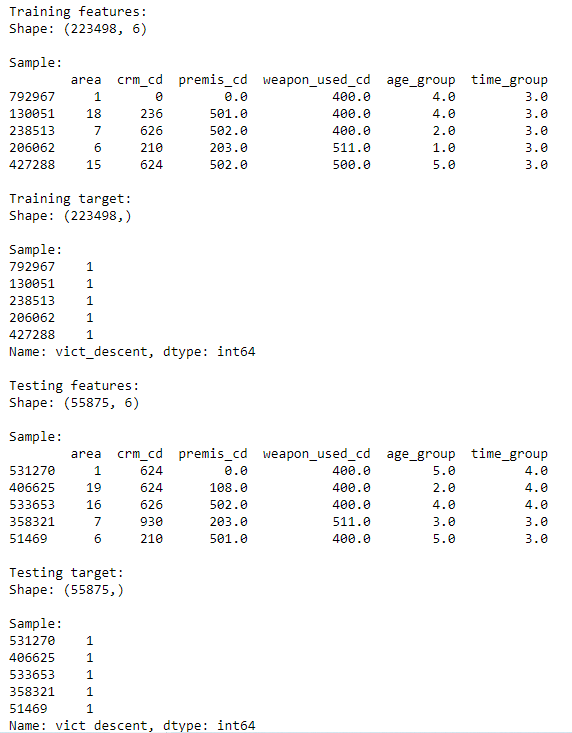 Training features:
Shape: (223498, 6)
Sample:
area crm_cd premis_cd weapon_used_cd age_group time_group
792967 1 0 0.0 400.0 4.0 3.0
130051 18 236 501.0 400.0 4.0 3.0
238513 7 626 502.0 400.0 2.0 3.0
206062 6 210 203.0 511.0 1.0 3.0
427288 15 624 502.0 500.0 5.0 3.0
Training target:
Shape: (223498,)
Sample:
792967 1
130051 1
238513 1
206062 1
427288 1
Name: vict_descent, dtype: int64
Testing features:
Shape: (55875, 6)
Sample:
area crm_cd premis_cd weapon_used_cd age_group time_group
531270 1 624 0.0 400.0 5.0 4.0
406625 19 624 108.0 400.0 2.0 4.0
533653 16 626 502.0 400.0 4.0 4.0
358321 7 930 203.0 511.0 3.0 3.0
51469 6 210 501.0 400.0 5.0 3.0
Testing target:
Shape: (55875,)
Sample:
531270 1
406625 1
533653 1
358321 1
51469 1
Name: vict_descent, dtype: int64